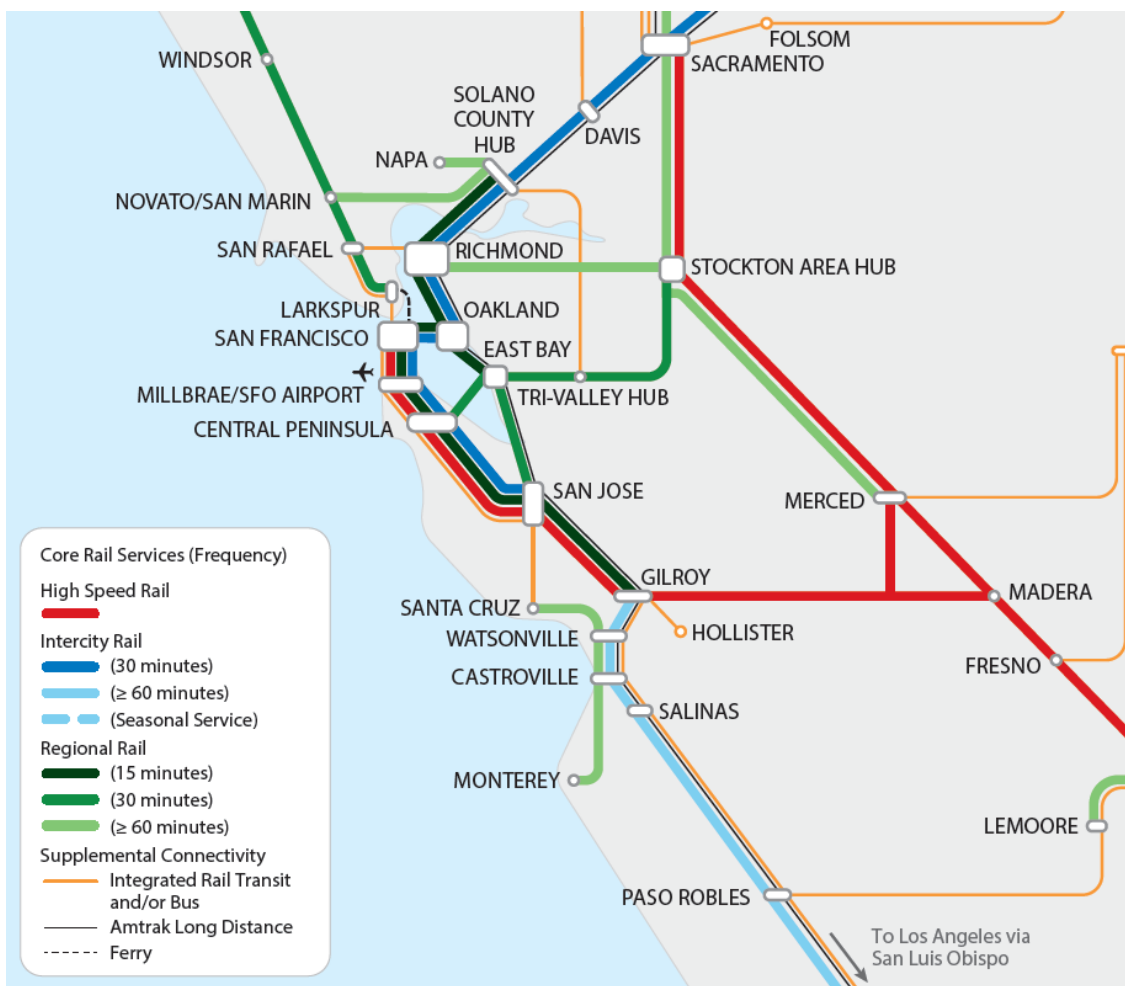 FOLSOM
WINDSOR
SACRAMENTO
SOLANO
COUNTY
HUB
DAVIS
NAPA
NOVATO/SAN MARIN
SAN RAFAEL
RICHMOND
STOCKTON AREA HUB
LARKSPUR
OAKLAND
SAN FRANCISCO
EAST BAY
MILLBRAE/SFO AIRPORT
TRI-VALLEY HUB
CENTRAL PENINSULA
SAN JOSE
MERCED
GILROY
MADERA
SANTA CRUZ
HOLLISTER
WATSONVILLE
FRESNO
CASTROVILLE
SALINAS
MONTEREY
LEMOORE
PASO ROBLES
To Los Angeles via
San Luis Obispo
Core Rail Services (Frequency)
High Speed Rail
Intercity Rail
(30 minutes)
(≥ 60 minutes)
(Seasonal Service)
Regional Rail
(15 minutes)
(30 minutes)
(≥ 60 minutes)
Supplemental Connectivity
Integrated Rail Transit
and/or Bus
Amtrak Long Distance
Ferry